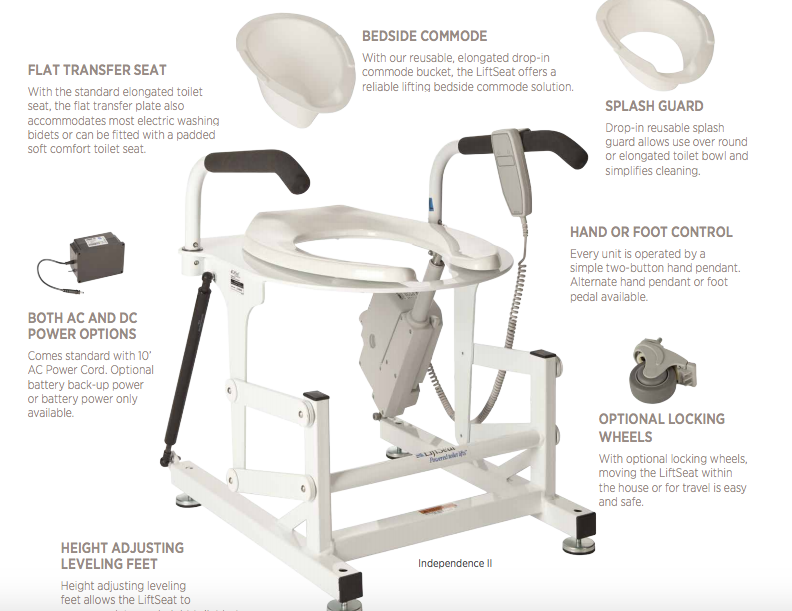 BEDSIDE COMMODE
With our reusable, elongated drop-in
commode bucket, the LiftSeat offers a
reliable lifting bedside commode solution.
FLAT TRANSFER SEAT
With the standard elongated toilet
seat, the flat transfer plate also
accommodates most electric washing
bidets or can be fitted with a padded
soft comfort toilet seat.
SPLASH GUARD
Drop-in reusable splash
guard allows use over round
or elongated toilet bowl and
simplifies cleaning.
HAND OR FOOT CONTROL
Every unit is operated by a
simple two-button hand pendant.
Alternate hand pendant or foot
pedal available.
BOTH AC AND DC
POWER OPTIONS
Comes standard with 10'
AC Power Cord. Optional
battery back-up power
or battery power only
available.
OPTIONAL LOCKING
WHEELS
With optional locking wheels,
moving the LiftSeat within
the house or for travel is easy
and safe.
LiftSeat
Powered toilet lifts
HEIGHT ADJUSTING
LEVELING FEET
Height adjusting leveling
feet allows the LiftSeat to
Independence II